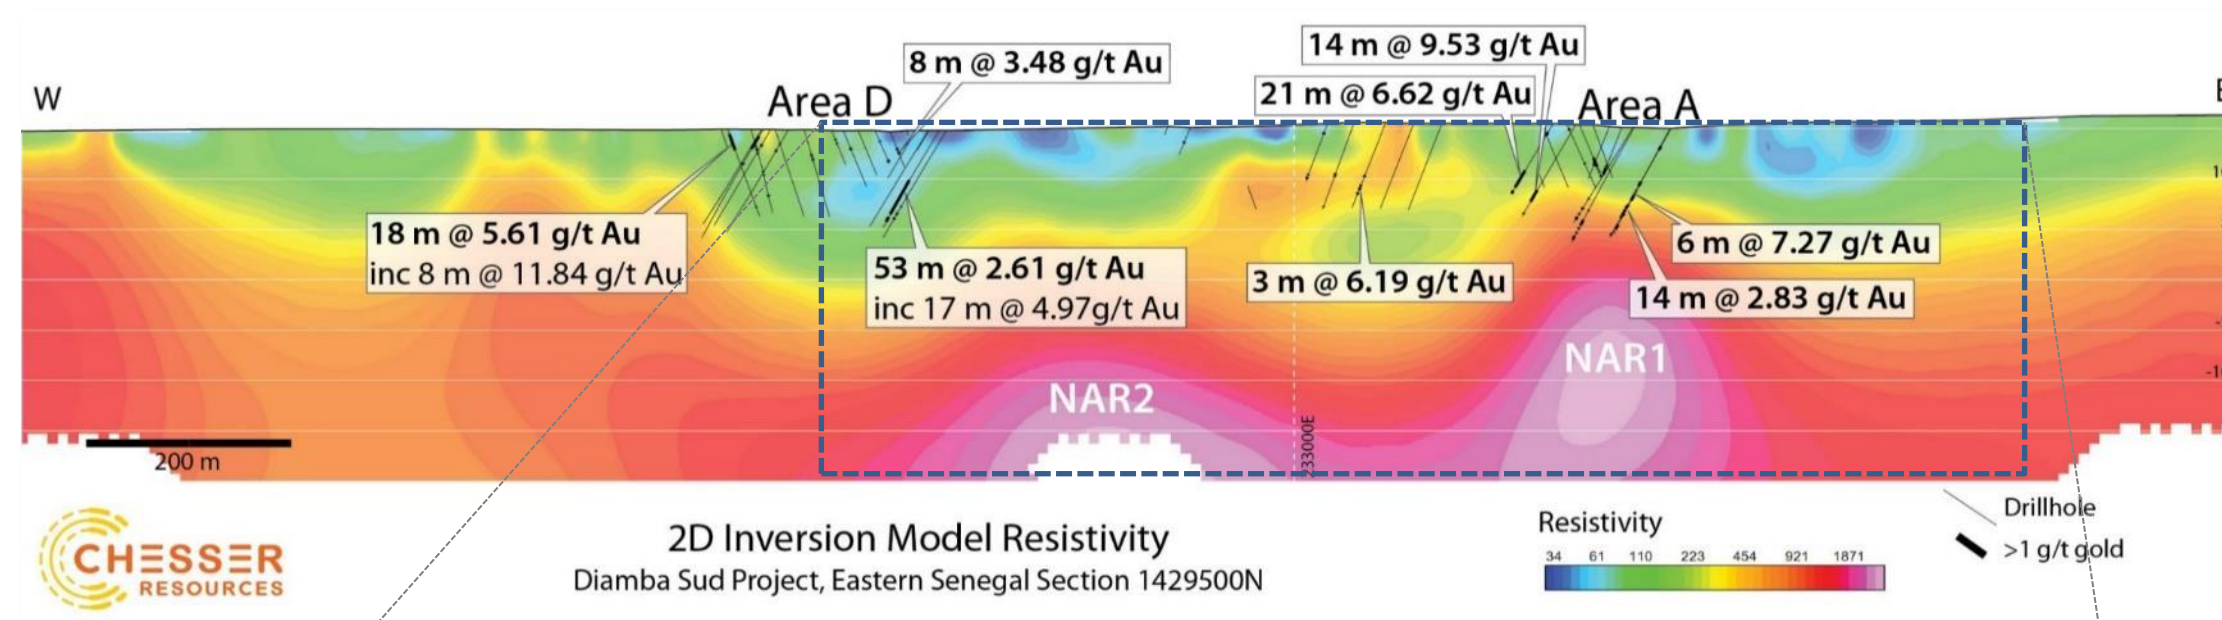 W
Area D
8 m @ 3.48 g/t Au
14 m @ 9.53 g/t Au
21 m @ 6.62 g/t Au
Area A
18 m @ 5.61 g/t Au
inc 8 m @ 11.84 g/t Au
53 m @ 2.61 g/t Au
inc 17 m @ 4.97g/t Au
3 m @ 6.19 g/t Au
6 m @ 7.27 g/t Au
14 m @ 2.83 g/t Au
NAR2
NAR1
233000E
200 m
CHESSER
RESOURCES
2D Inversion Model Resistivity
Diamba Sud Project, Eastern Senegal Section 1429500N
Resistivity
34 61 110 223 454 921 1871
Drillhole
>1 g/t gold